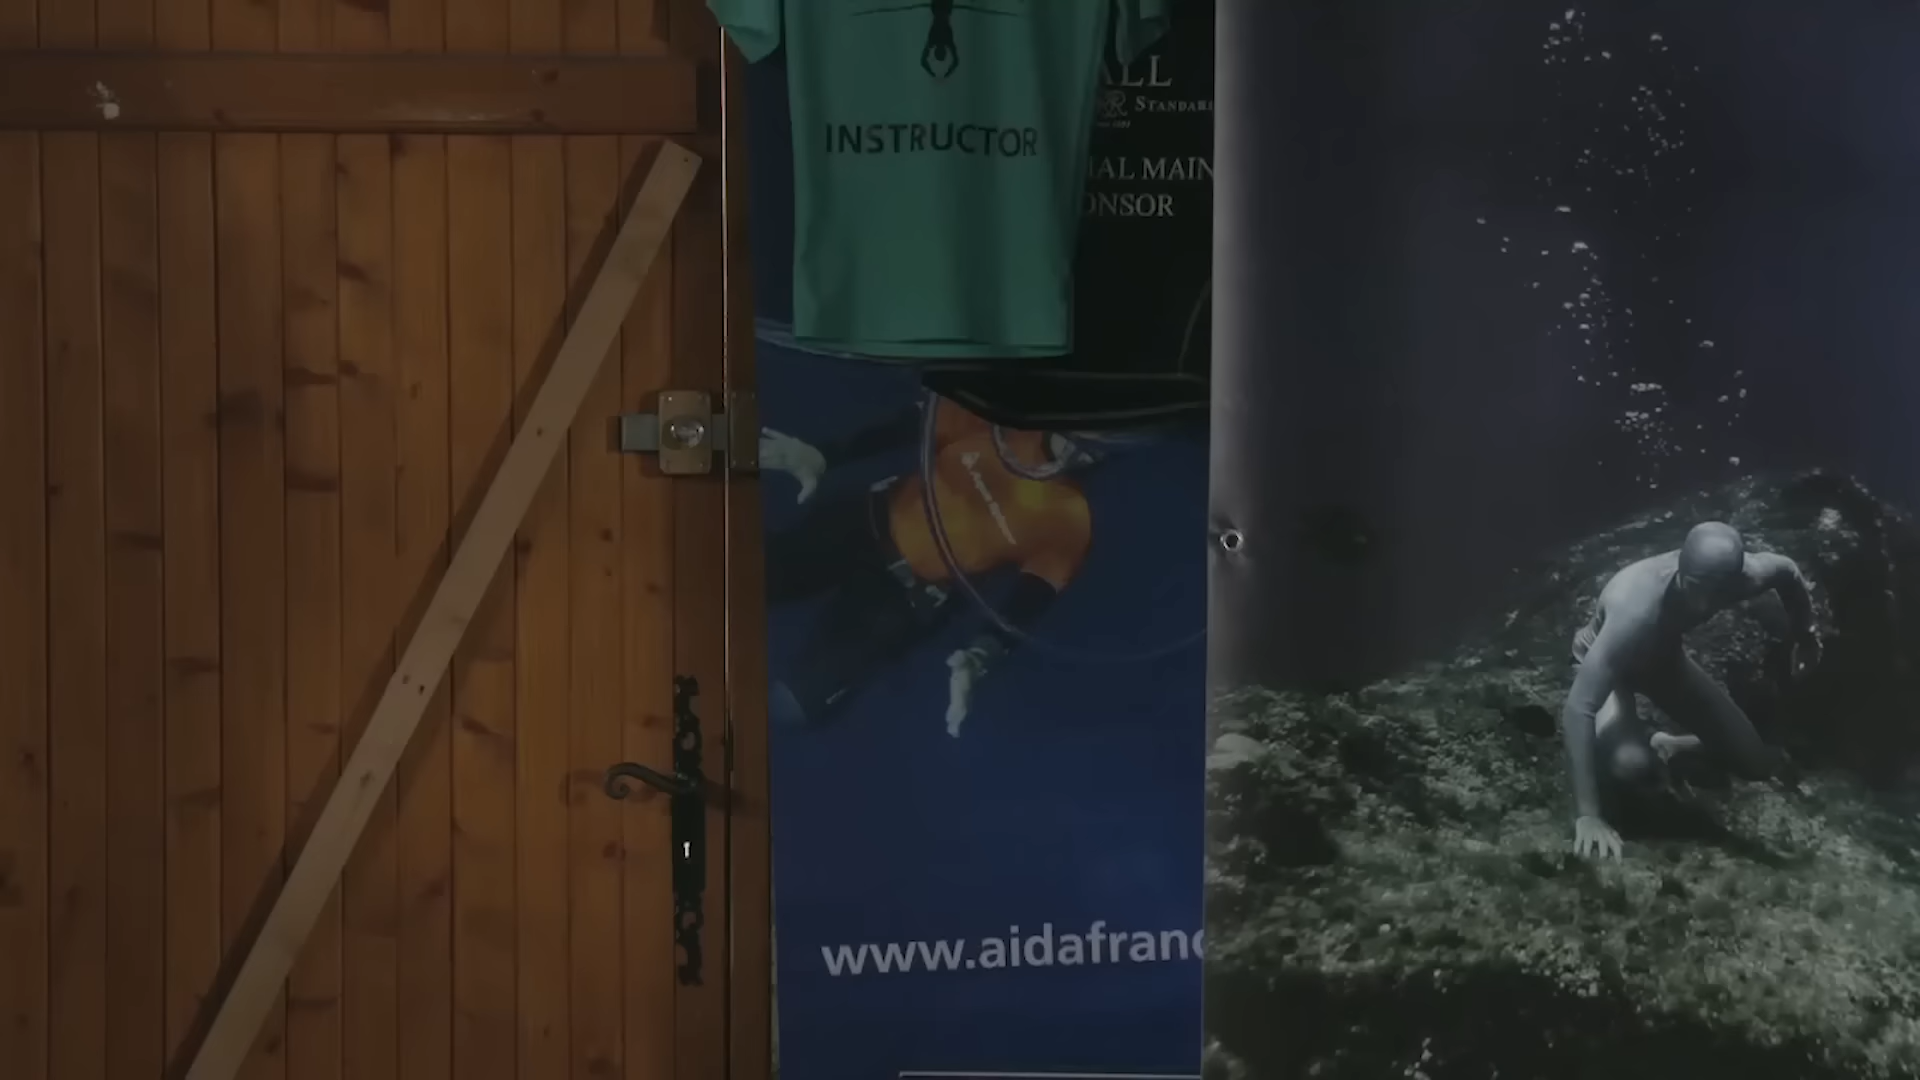 INSTRUCTOR
ALL
STANDARD
IAL MAIN
ONSOR
www.aidafranc